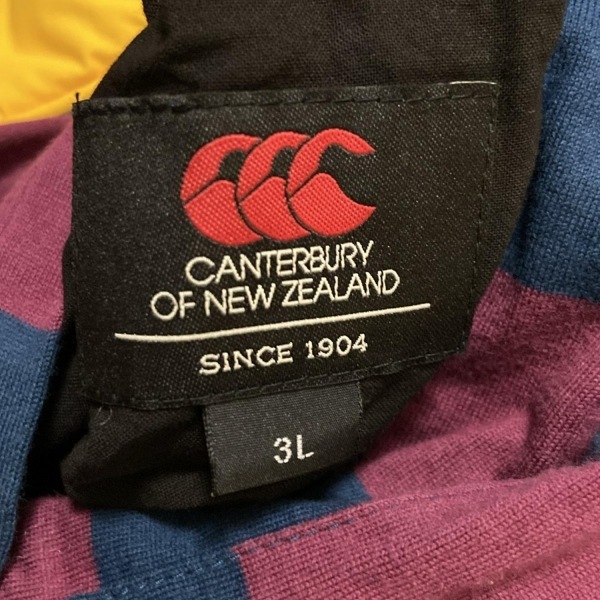 CANTERBURY
OF NEW ZEALAND
SINCE 1904
3L